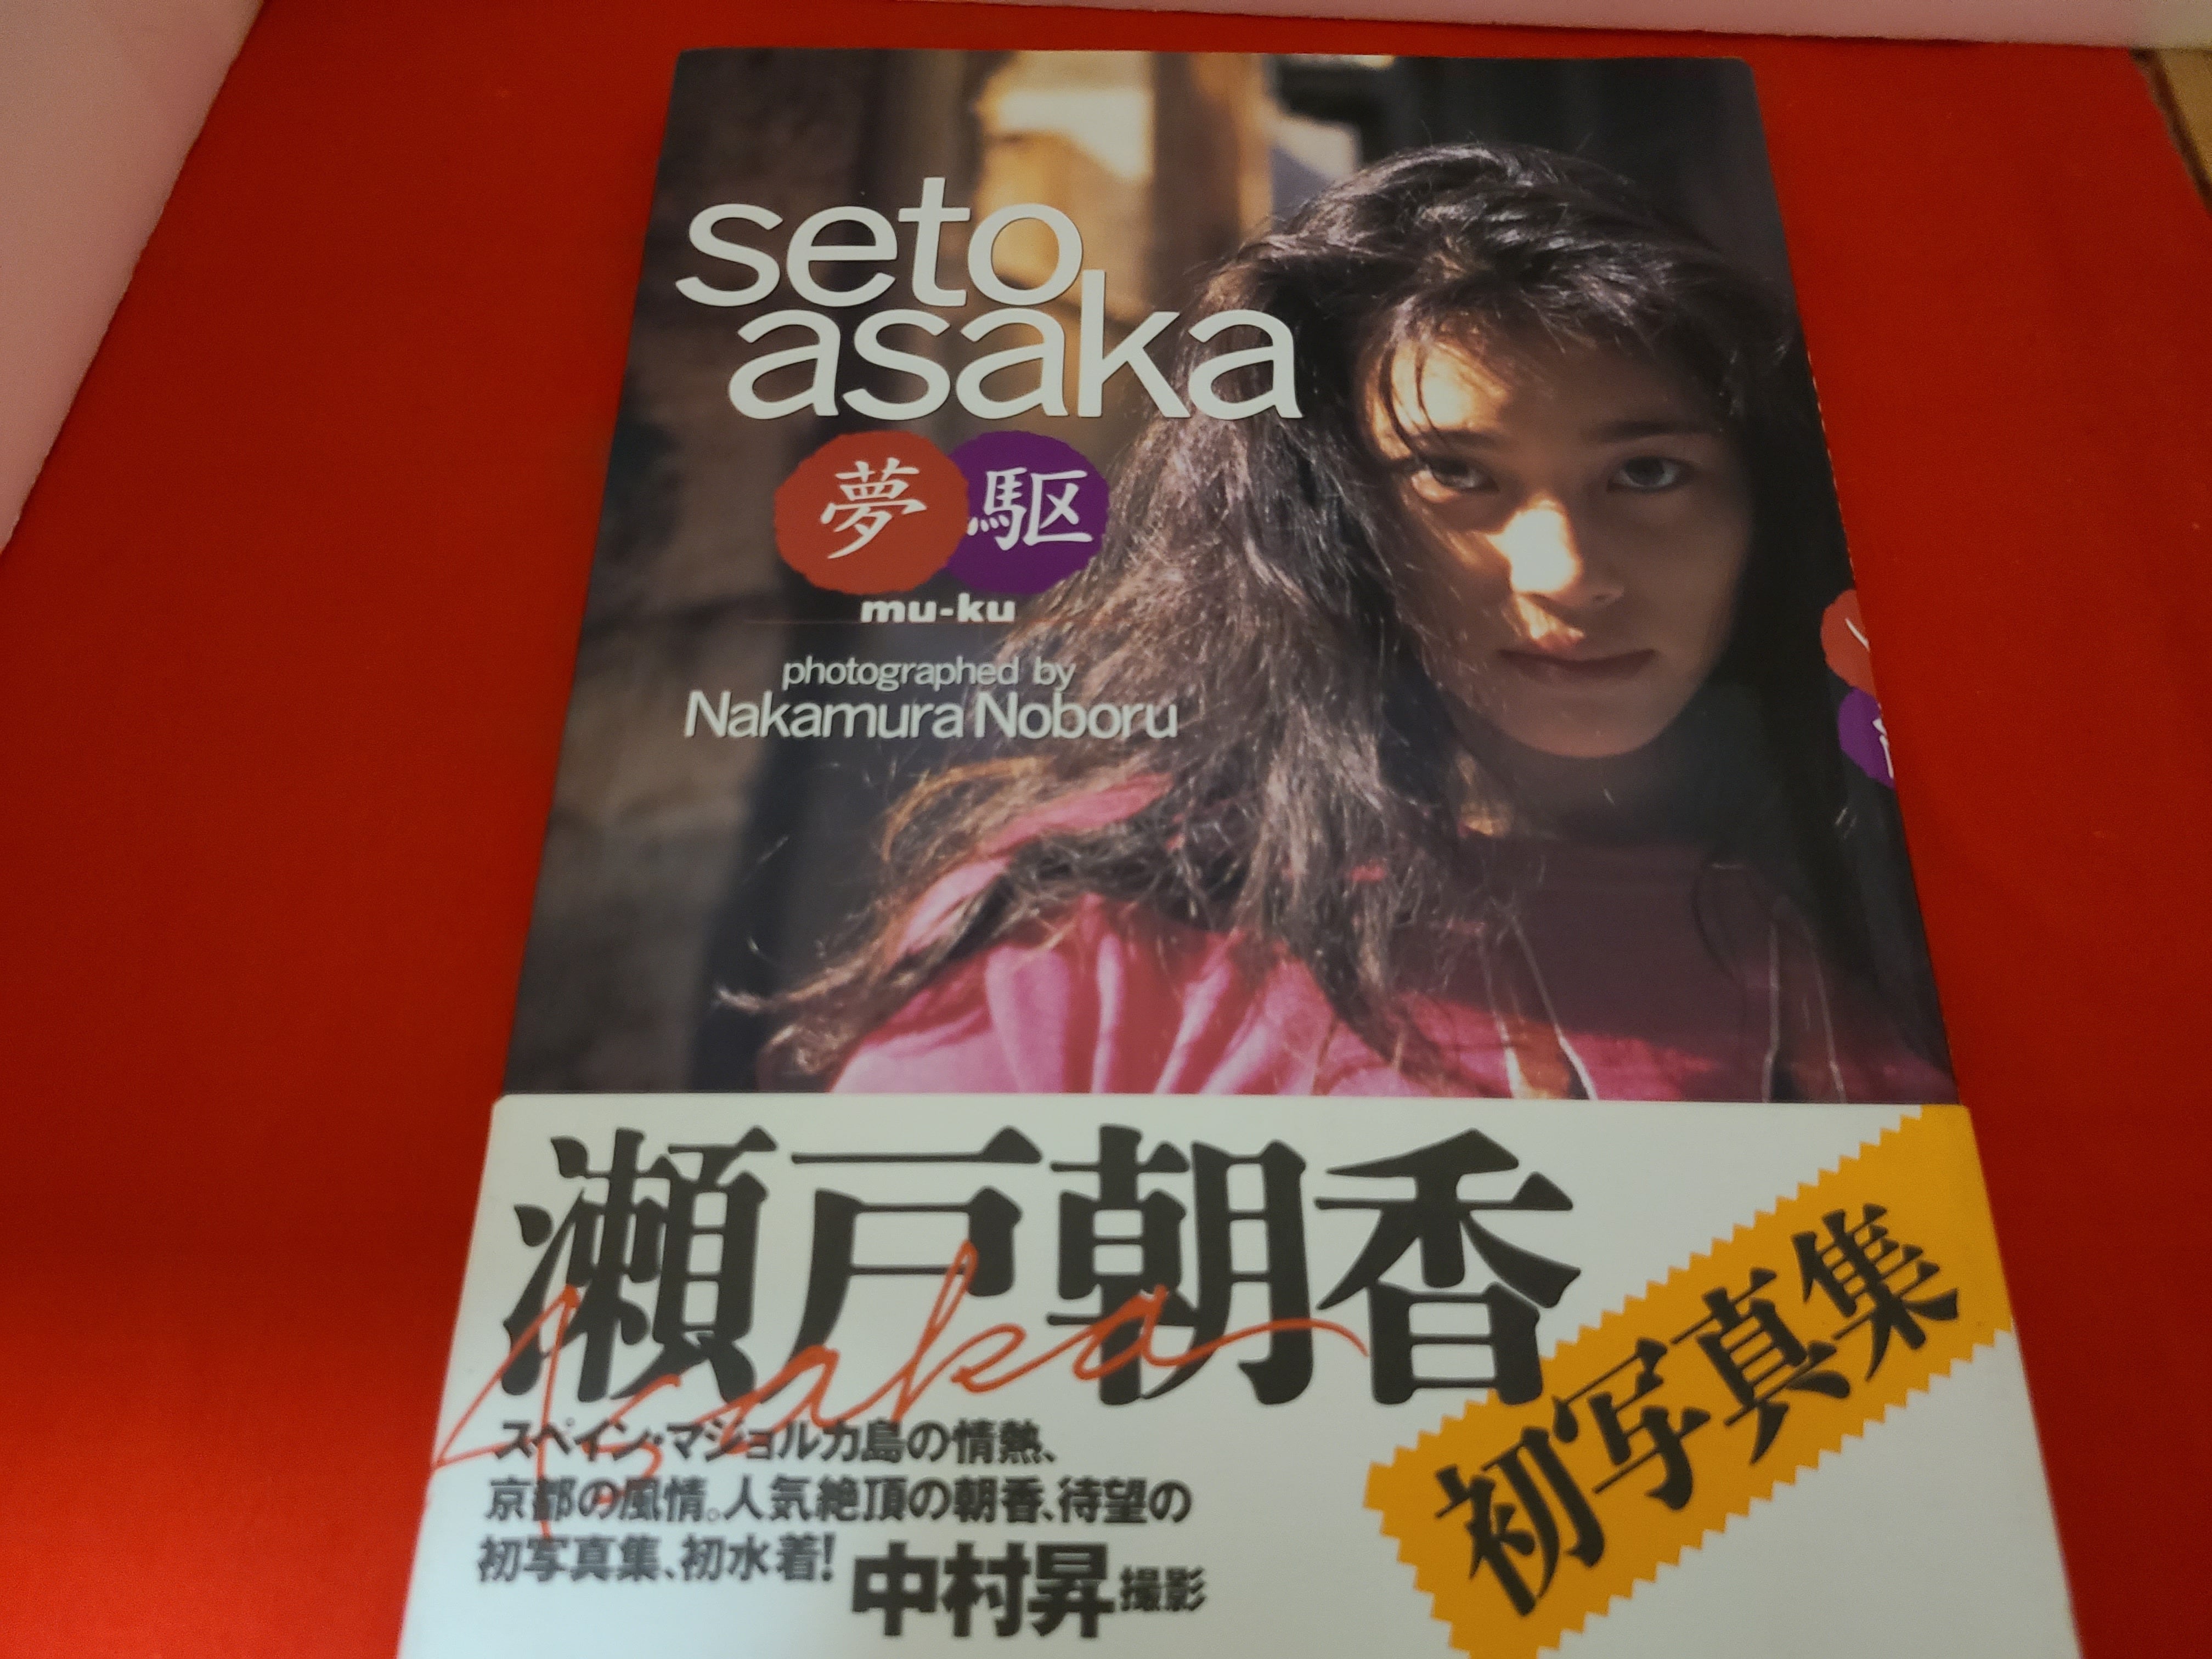 seto
asaka
夢駆
mu-ku
photographed by
Nakamura Noboru
瀬戸朝香
Asaka
初写真集
スペイン・マジョルカ島の情熱、
京都の風情。人気絶頂の朝香、待望の
初写真集、初水着!
中村昇撮影